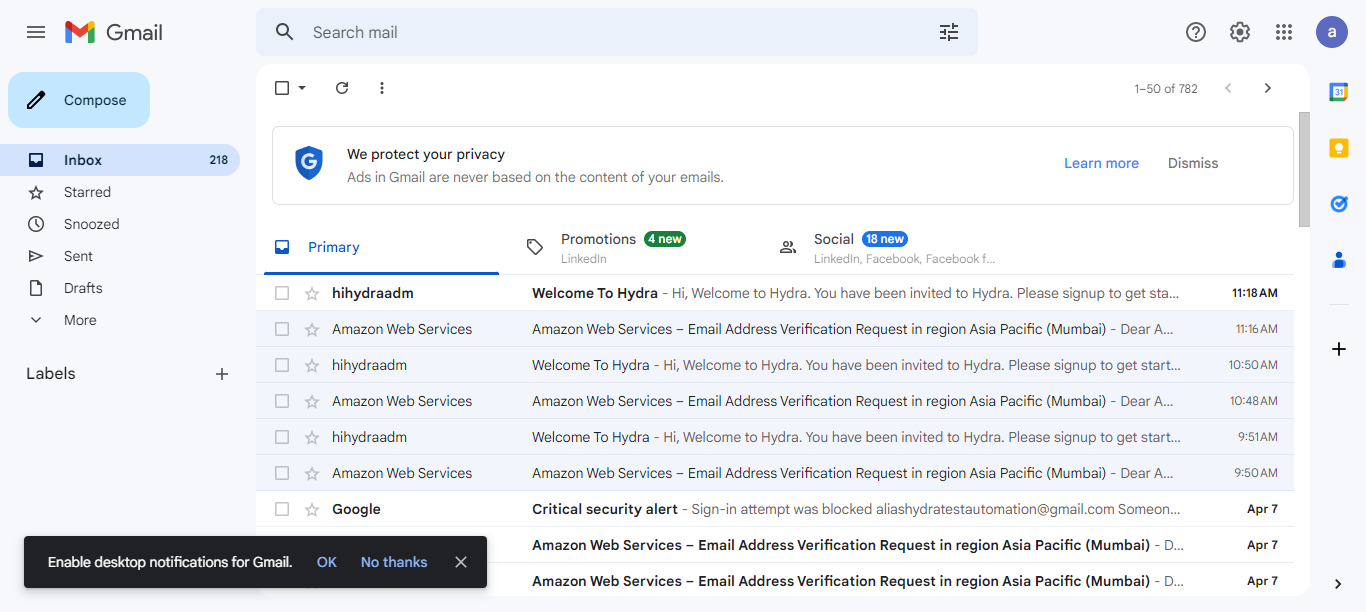 Gmail
Search mail
a
Compose
1–50 of 782
31
Inbox 218
Starred
Snoozed
Sent
Drafts
More
Labels
G
We protect your privacy
Ads in Gmail are never based on the content of your emails.
Learn more Dismiss
Primary
Promotions 4 new
LinkedIn
Social 18 new
LinkedIn, Facebook, Facebook f...
hihydraadm Welcome To Hydra - Hi, Welcome to Hydra. You have been invited to Hydra. Please signup to get sta... 11:18 AM
Amazon Web Services Amazon Web Services – Email Address Verification Request in region Asia Pacific (Mumbai) - Dear A... 11:16 AM
hihydraadm Welcome To Hydra - Hi, Welcome to Hydra. You have been invited to Hydra. Please signup to get start... 10:50 AM
Amazon Web Services Amazon Web Services – Email Address Verification Request in region Asia Pacific (Mumbai) - Dear A... 10:48 AM
hihydraadm Welcome To Hydra - Hi, Welcome to Hydra. You have been invited to Hydra. Please signup to get start... 9:51 AM
Amazon Web Services Amazon Web Services – Email Address Verification Request in region Asia Pacific (Mumbai) - Dear A... 9:50 AM
Google Critical security alert - Sign-in attempt was blocked aliashydratestautomation@gmail.com Someon... Apr 7
Amazon Web Services – Email Address Verification Request in region Asia Pacific (Mumbai) - D... Apr 7
Amazon Web Services – Email Address Verification Request in region Asia Pacific (Mumbai) - D... Apr 7
Enable desktop notifications for Gmail. OK No thanks